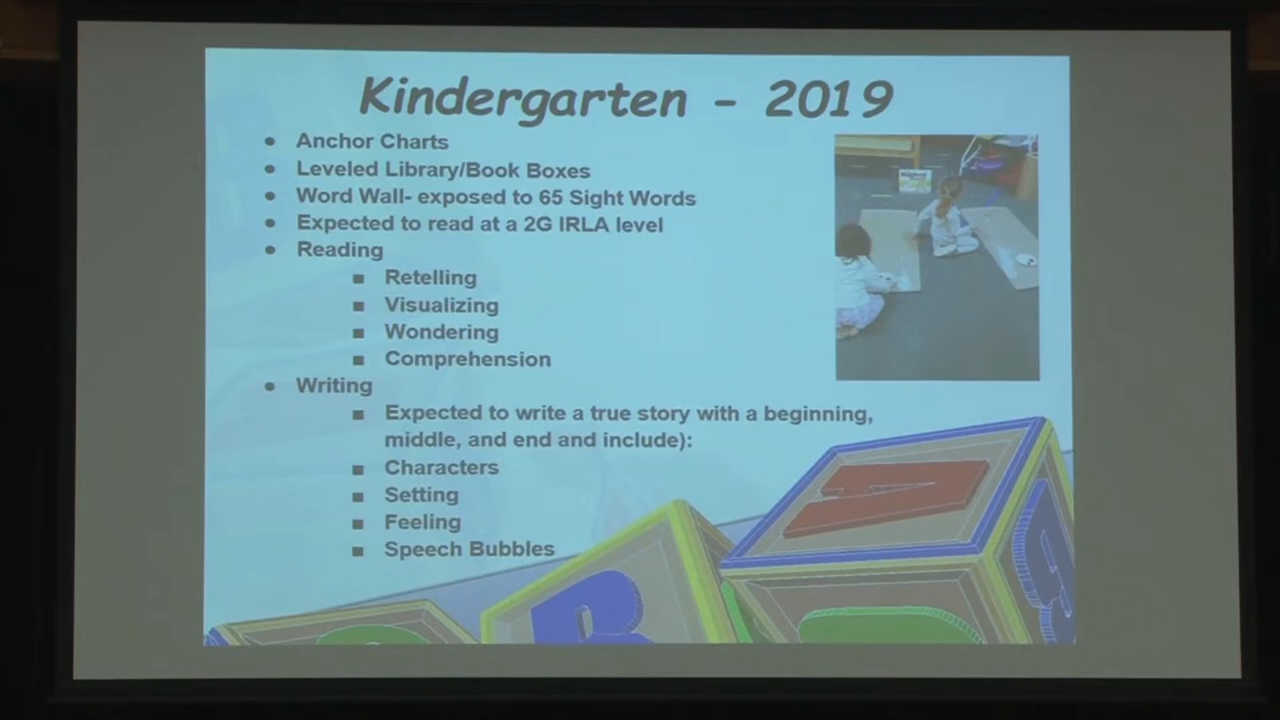 Kindergarten - 2019
● Anchor Charts
● Leveled Library/Book Boxes
● Word Wall- exposed to 65 Sight Words
● Expected to read at a 2G IRLA level
● Reading
■ Retelling
■ Visualizing
■ Wondering
■ Comprehension
● Writing
■ Expected to write a true story with a beginning,
middle, and end and include):
■ Characters
■ Setting
■ Feeling
■ Speech Bubbles
A
B